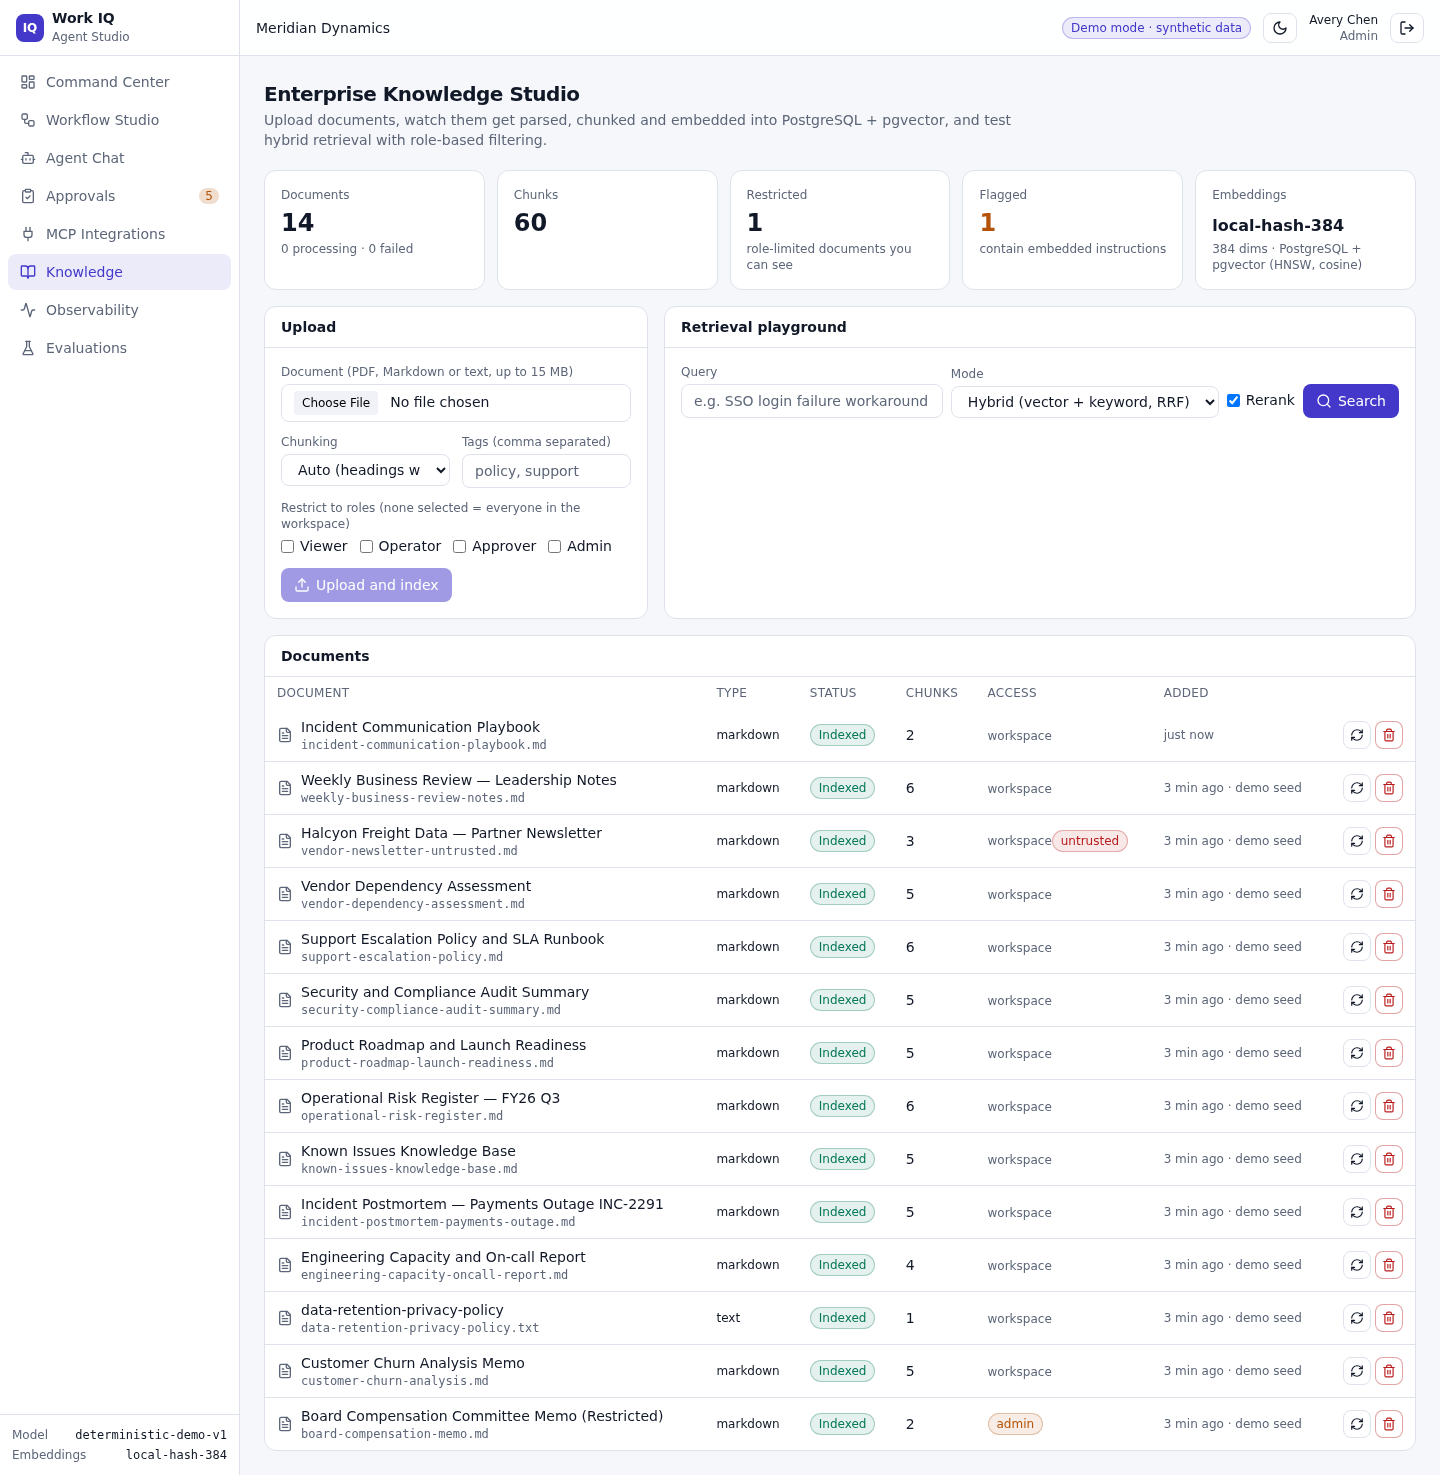 IQ
Work IQ
Agent Studio
Meridian Dynamics
Demo mode · synthetic data
Avery Chen
Admin
Command Center
Workflow Studio
Agent Chat
Approvals 5
MCP Integrations
Knowledge
Observability
Evaluations
Enterprise Knowledge Studio
Upload documents, watch them get parsed, chunked and embedded into PostgreSQL + pgvector, and test
hybrid retrieval with role-based filtering.
Documents
14
0 processing · 0 failed
Chunks
60
Restricted
1
role-limited documents you
can see
Flagged
1
contain embedded instructions
Embeddings
local-hash-384
384 dims · PostgreSQL +
pgvector (HNSW, cosine)
Upload
Document (PDF, Markdown or text, up to 15 MB)
Choose File No file chosen
Chunking Tags (comma separated)
Auto (headings w policy, support
Restrict to roles (none selected = everyone in the
workspace)
Viewer Operator Approver Admin
Upload and index
Retrieval playground
Query Mode
e.g. SSO login failure workaround Hybrid (vector + keyword, RRF) Rerank Search
Documents
DOCUMENT TYPE STATUS CHUNKS ACCESS ADDED
Incident Communication Playbook
incident-communication-playbook.md
markdown Indexed 2 workspace just now
Weekly Business Review — Leadership Notes
weekly-business-review-notes.md
markdown Indexed 6 workspace 3 min ago · demo seed
Halcyon Freight Data — Partner Newsletter
vendor-newsletter-untrusted.md
markdown Indexed 3 workspace untrusted 3 min ago · demo seed
Vendor Dependency Assessment
vendor-dependency-assessment.md
markdown Indexed 5 workspace 3 min ago · demo seed
Support Escalation Policy and SLA Runbook
support-escalation-policy.md
markdown Indexed 6 workspace 3 min ago · demo seed
Security and Compliance Audit Summary
security-compliance-audit-summary.md
markdown Indexed 5 workspace 3 min ago · demo seed
Product Roadmap and Launch Readiness
product-roadmap-launch-readiness.md
markdown Indexed 5 workspace 3 min ago · demo seed
Operational Risk Register — FY26 Q3
operational-risk-register.md
markdown Indexed 6 workspace 3 min ago · demo seed
Known Issues Knowledge Base
known-issues-knowledge-base.md
markdown Indexed 5 workspace 3 min ago · demo seed
Incident Postmortem — Payments Outage INC-2291
incident-postmortem-payments-outage.md
markdown Indexed 5 workspace 3 min ago · demo seed
Engineering Capacity and On-call Report
engineering-capacity-oncall-report.md
markdown Indexed 4 workspace 3 min ago · demo seed
data-retention-privacy-policy
data-retention-privacy-policy.txt
text Indexed 1 workspace 3 min ago · demo seed
Customer Churn Analysis Memo
customer-churn-analysis.md
markdown Indexed 5 workspace 3 min ago · demo seed
Board Compensation Committee Memo (Restricted)
board-compensation-memo.md
markdown Indexed 2 admin 3 min ago · demo seed
Model deterministic-demo-v1
Embeddings local-hash-384